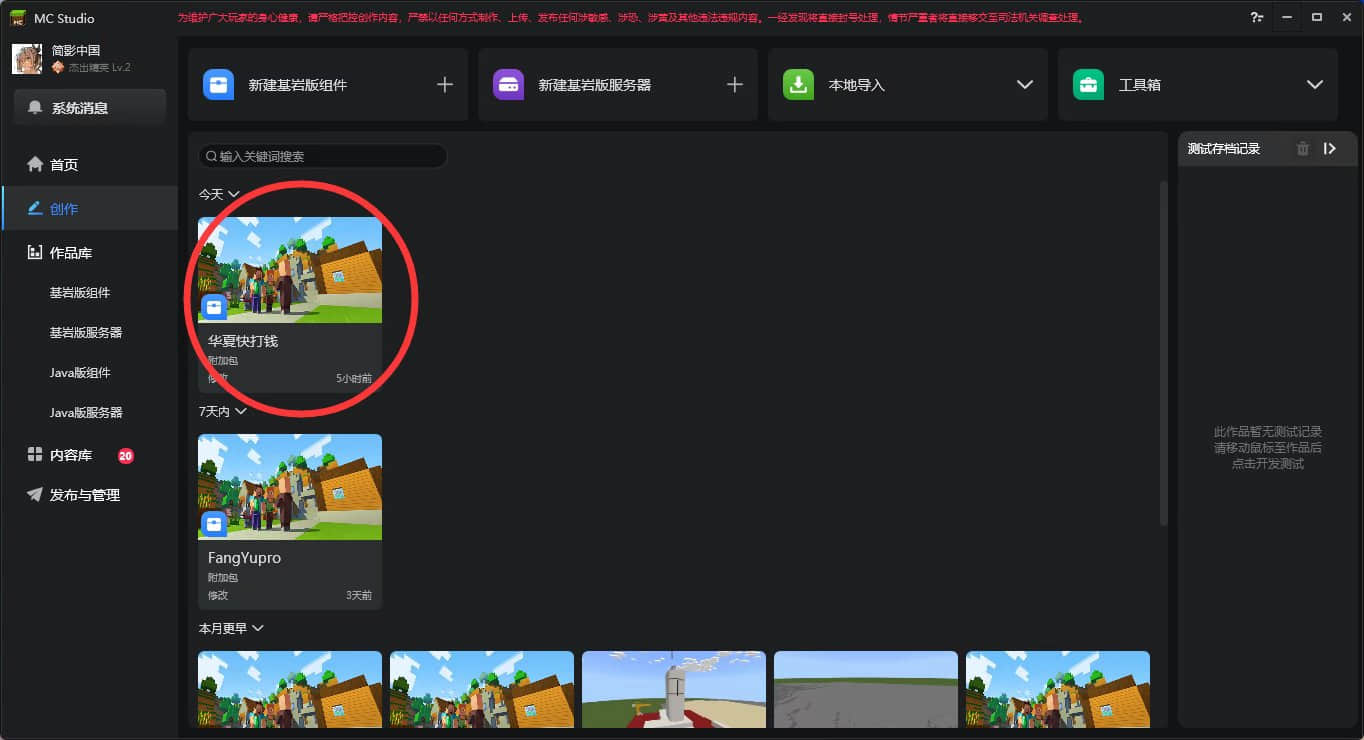 MC Studio
为维护广大玩家的身心健康，请严格把控创作内容，严禁以任何方式制作、上传、发布任何涉敏感、涉恐、涉黄及其他违法违规内容。一经发现将直接封号处理，情节严重者将直接移交至司法机关调查处理。
简影中国
杰出精英 Lv.2
系统消息
首页
创作
作品库
基岩版组件
基岩版服务器
Java版组件
Java版服务器
内容库 20
发布与管理
新建基岩版组件
新建基岩版服务器
本地导入
工具箱
输入关键词搜索
今天
华夏快打钱
附加包
修改 5小时前
7天内
FangYupro
附加包
修改 3天前
本月更早
测试存档记录
此作品暂无测试记录
请移动鼠标至作品后
点击开发测试